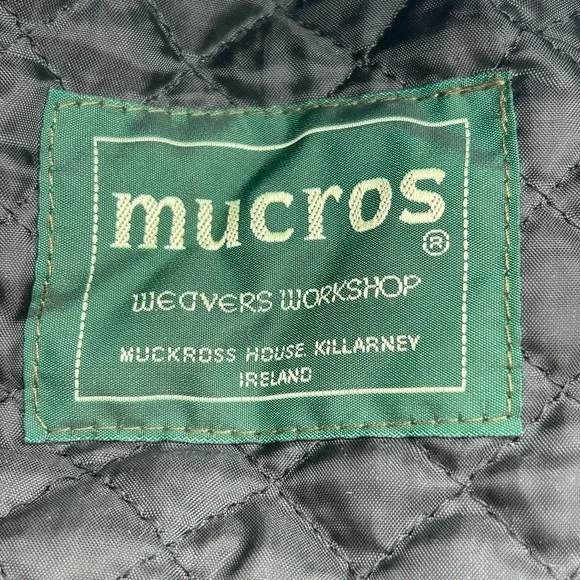 mucros
®
WEAVERS WORKSHOP
MUCKROSS HOUSE. KILLARNEY
IRELAND